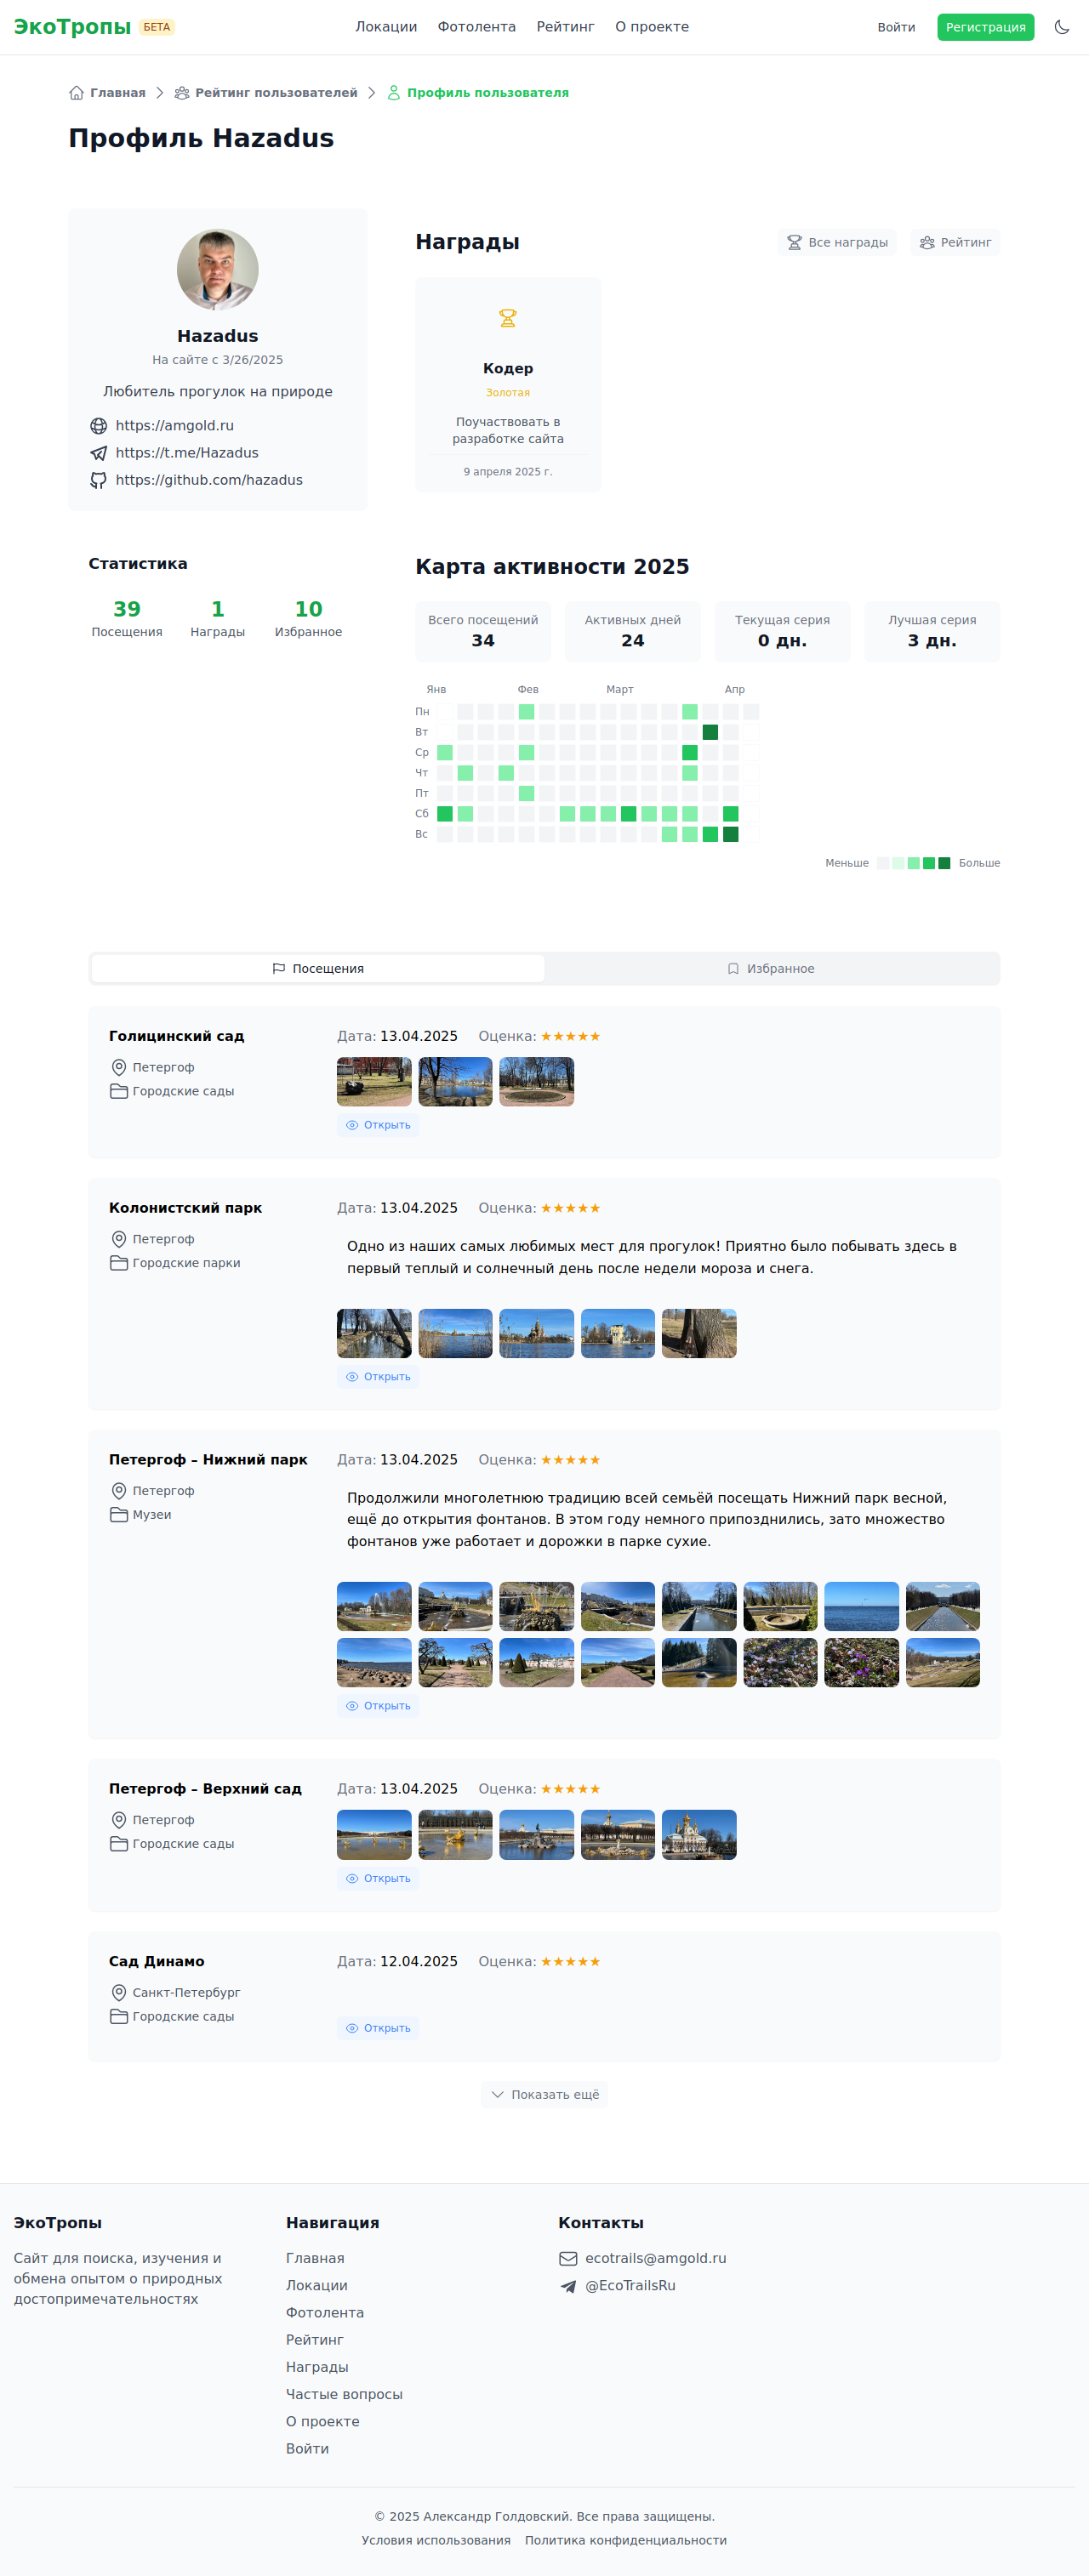 ЭкоТропы БЕТА
Локации Фотолента Рейтинг О проекте
Войти Регистрация
Главная Рейтинг пользователей Профиль пользователя
Профиль Hazadus
Hazadus
На сайте с 3/26/2025
Любитель прогулок на природе
https://amgold.ru
https://t.me/Hazadus
https://github.com/hazadus
Награды
Все награды Рейтинг
Кодер
Золотая
Поучаствовать в
разработке сайта
9 апреля 2025 г.
Статистика
39 1 10
Посещения Награды Избранное
Карта активности 2025
Всего посещений Активных дней Текущая серия Лучшая серия
34 24 0 дн. 3 дн.
Янв Фев Март Апр
Пн
Вт
Ср
Чт
Пт
Сб
Вс
Меньше Больше
Посещения Избранное
Голицинский сад
Петергоф
Городские сады
Дата: 13.04.2025 Оценка: ★★★★★
Открыть
Колонистский парк
Петергоф
Городские парки
Дата: 13.04.2025 Оценка: ★★★★★
Одно из наших самых любимых мест для прогулок! Приятно было побывать здесь в
первый теплый и солнечный день после недели мороза и снега.
Открыть
Петергоф – Нижний парк
Петергоф
Музеи
Дата: 13.04.2025 Оценка: ★★★★★
Продолжили многолетнюю традицию всей семьёй посещать Нижний парк весной,
ещё до открытия фонтанов. В этом году немного припозднились, зато множество
фонтанов уже работает и дорожки в парке сухие.
Открыть
Петергоф – Верхний сад
Петергоф
Городские сады
Дата: 13.04.2025 Оценка: ★★★★★
Открыть
Сад Динамо
Санкт-Петербург
Городские сады
Дата: 12.04.2025 Оценка: ★★★★★
Открыть
Показать ещё
ЭкоТропы
Сайт для поиска, изучения и
обмена опытом о природных
достопримечательностях
Навигация
Главная
Локации
Фотолента
Рейтинг
Награды
Частые вопросы
О проекте
Войти
Контакты
ecotrails@amgold.ru
@EcoTrailsRu
© 2025 Александр Голдовский. Все права защищены.
Условия использования Политика конфиденциальности